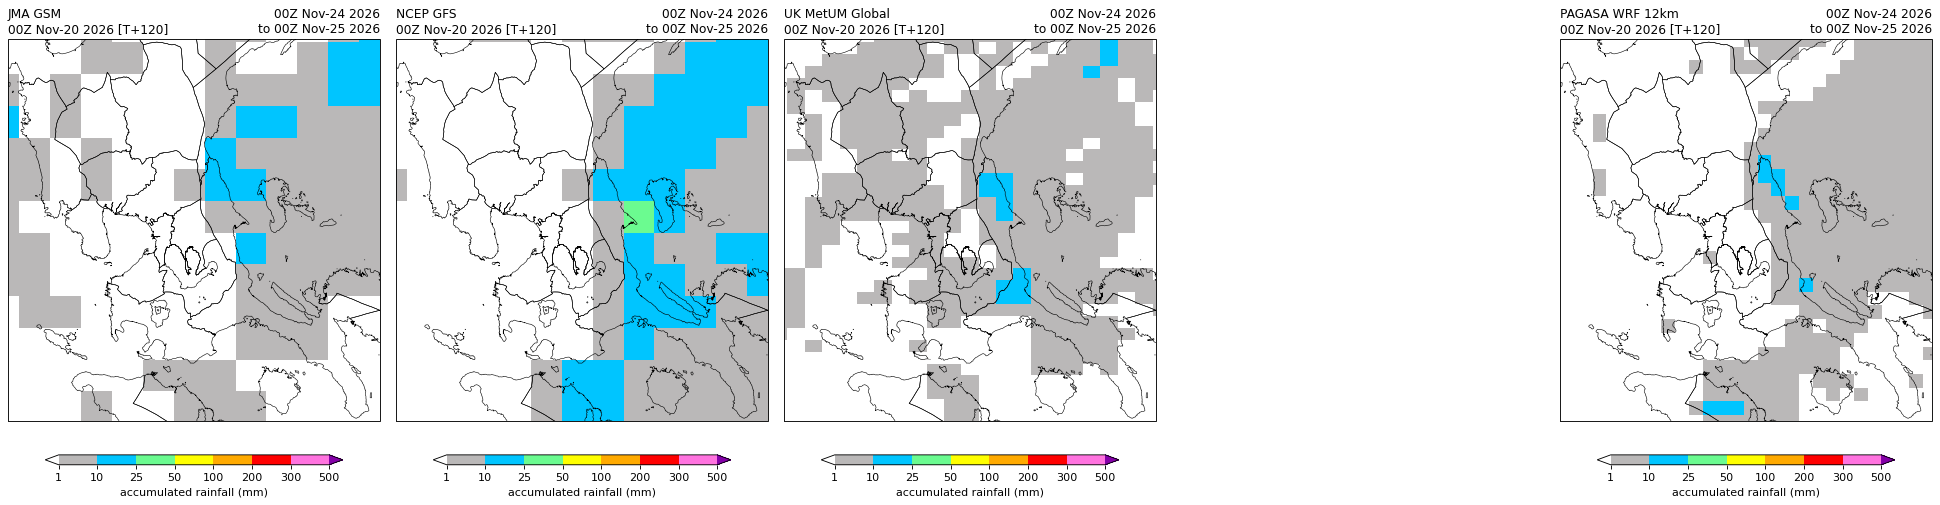 JMA GSM 00Z Nov-24 2026
00Z Nov-20 2026 [T+120] to 00Z Nov-25 2026
NCEP GFS 00Z Nov-24 2026
00Z Nov-20 2026 [T+120] to 00Z Nov-25 2026
UK MetUM Global 00Z Nov-24 2026
00Z Nov-20 2026 [T+120] to 00Z Nov-25 2026
PAGASA WRF 12km 00Z Nov-24 2026
00Z Nov-20 2026 [T+120] to 00Z Nov-25 2026
1 10 25 50 100 200 300 500
accumulated rainfall (mm)
1 10 25 50 100 200 300 500
accumulated rainfall (mm)
1 10 25 50 100 200 300 500
accumulated rainfall (mm)
1 10 25 50 100 200 300 500
accumulated rainfall (mm)